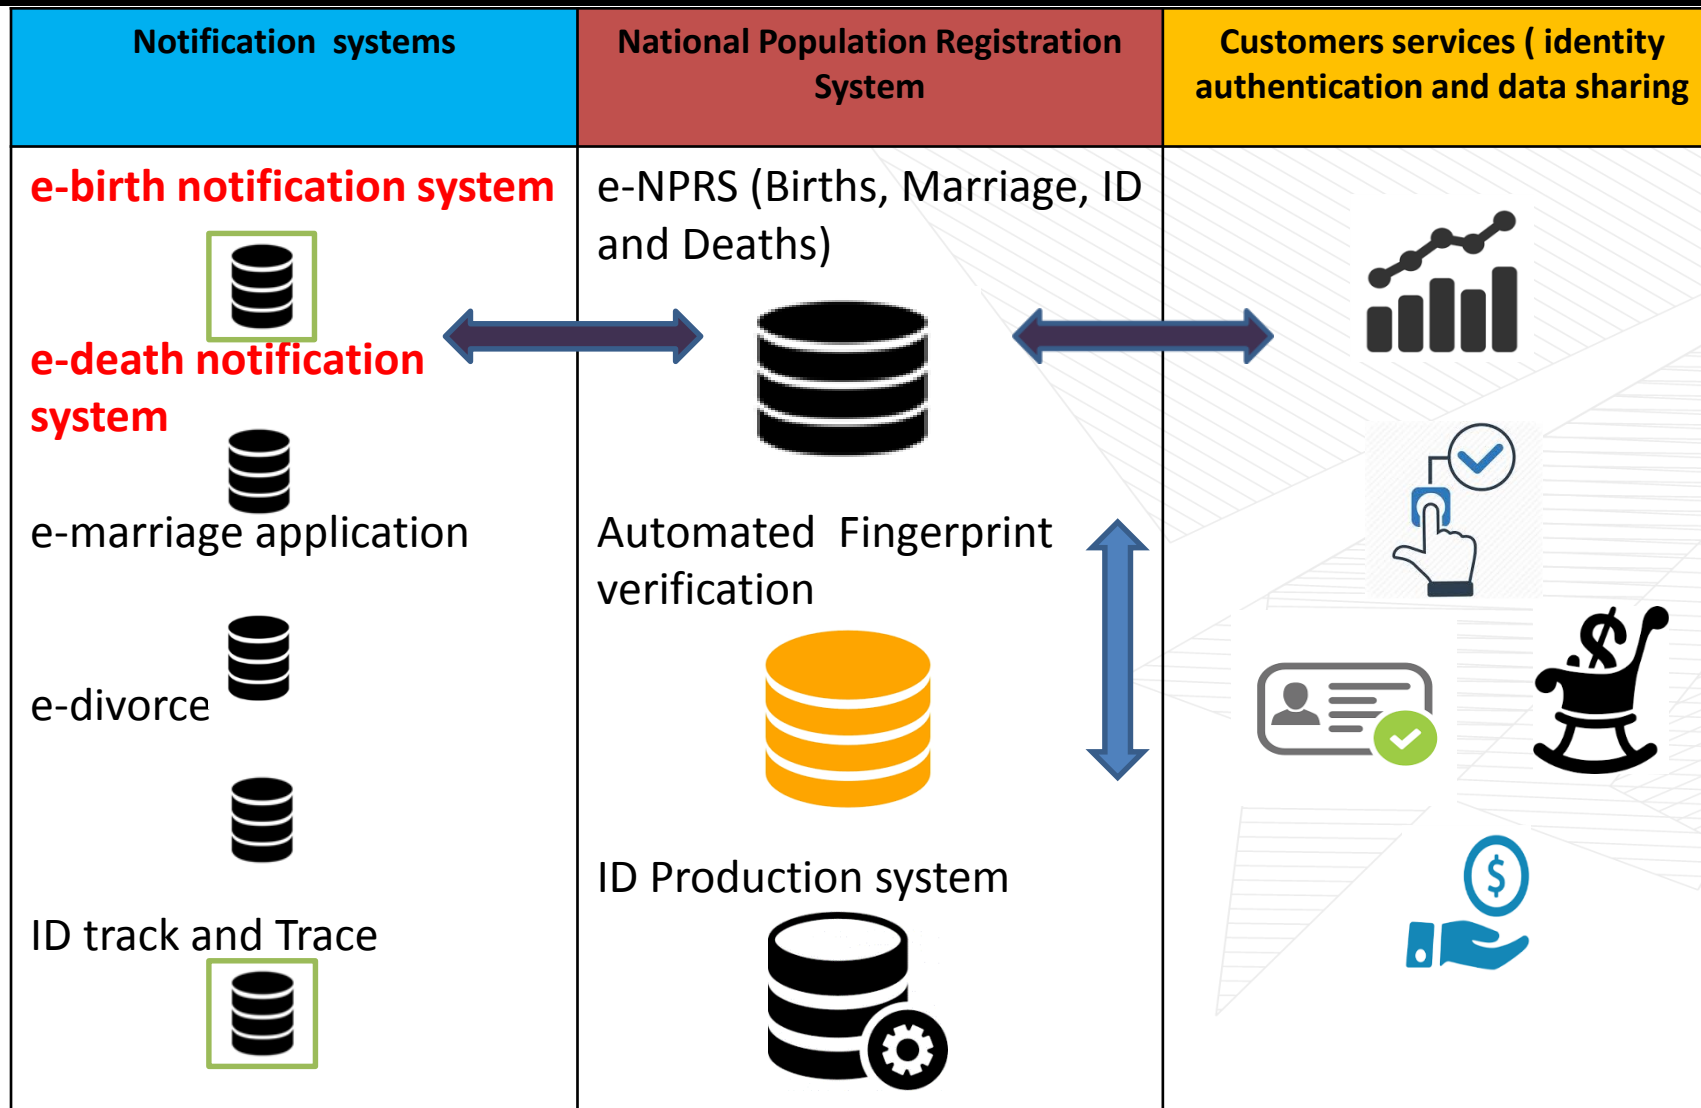 Notification systems
National Population Registration
System
Customers services ( identity
authentication and data sharing
e-birth notification system
e-death notification
system
e-marriage application
e-divorce
ID track and Trace
e-NPRS (Births, Marriage, ID
and Deaths)
Automated Fingerprint
verification
ID Production system
$
$